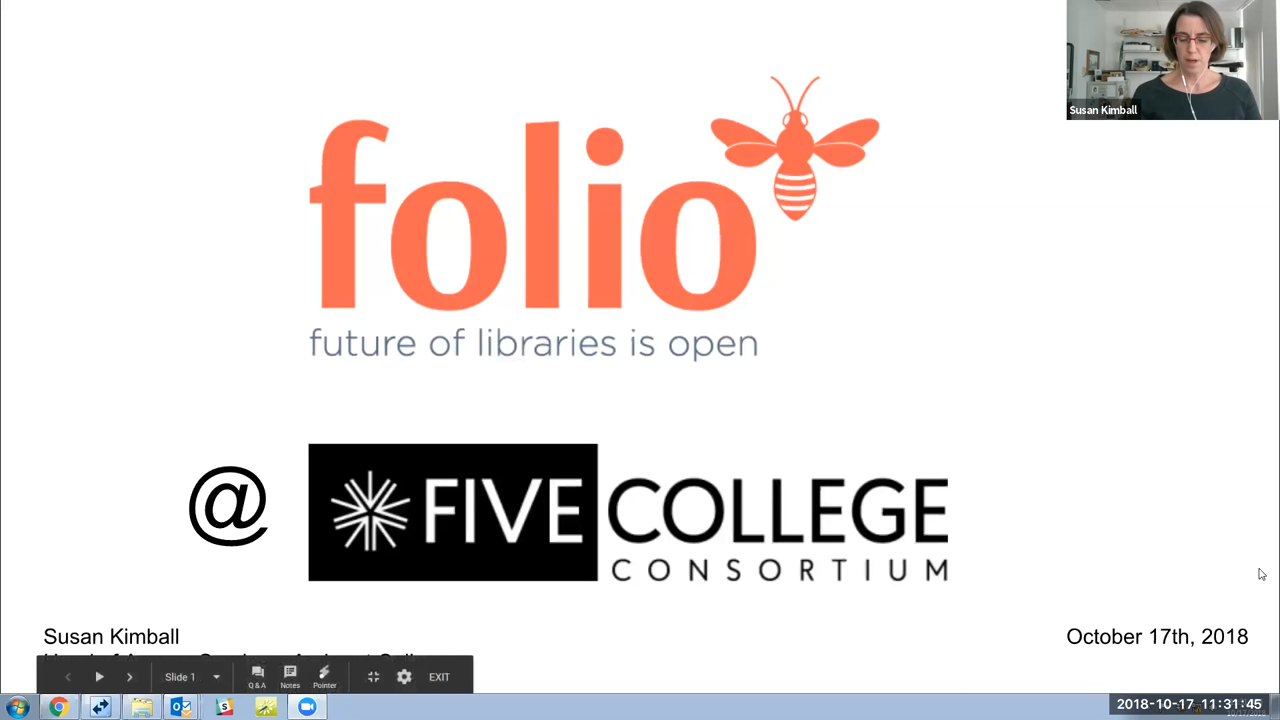 Susan Kimball
folio
future of libraries is open
@ FIVE COLLEGE
CONSORTIUM
Susan Kimball
October 17th, 2018
Slide 1
Q & A
Notes
Pointer
EXIT
2018-10-17 11:31:45